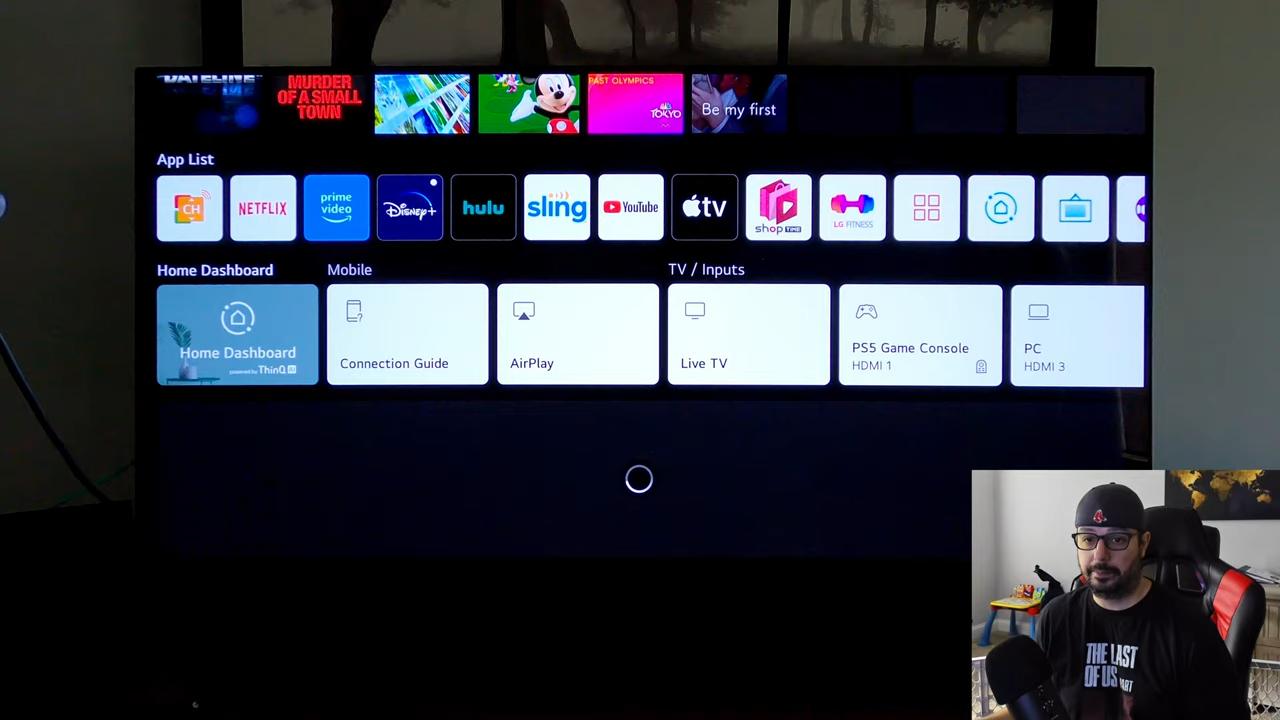 DATELINE
MURDER
OF A SMALL
TOWN
PAST OLYMPICS
TOKYO
Be my first
App List
CH
NETFLIX
prime
video
Disney+
hulu
sling
YouTube
tv
shop TIME
LG FITNESS
Home Dashboard
Mobile
TV / Inputs
Home Dashboard
powered by ThinQ AI
Connection Guide
AirPlay
Live TV
PS5 Game Console
HDMI 1
PC
HDMI 3
THE LAST
OF US
PART